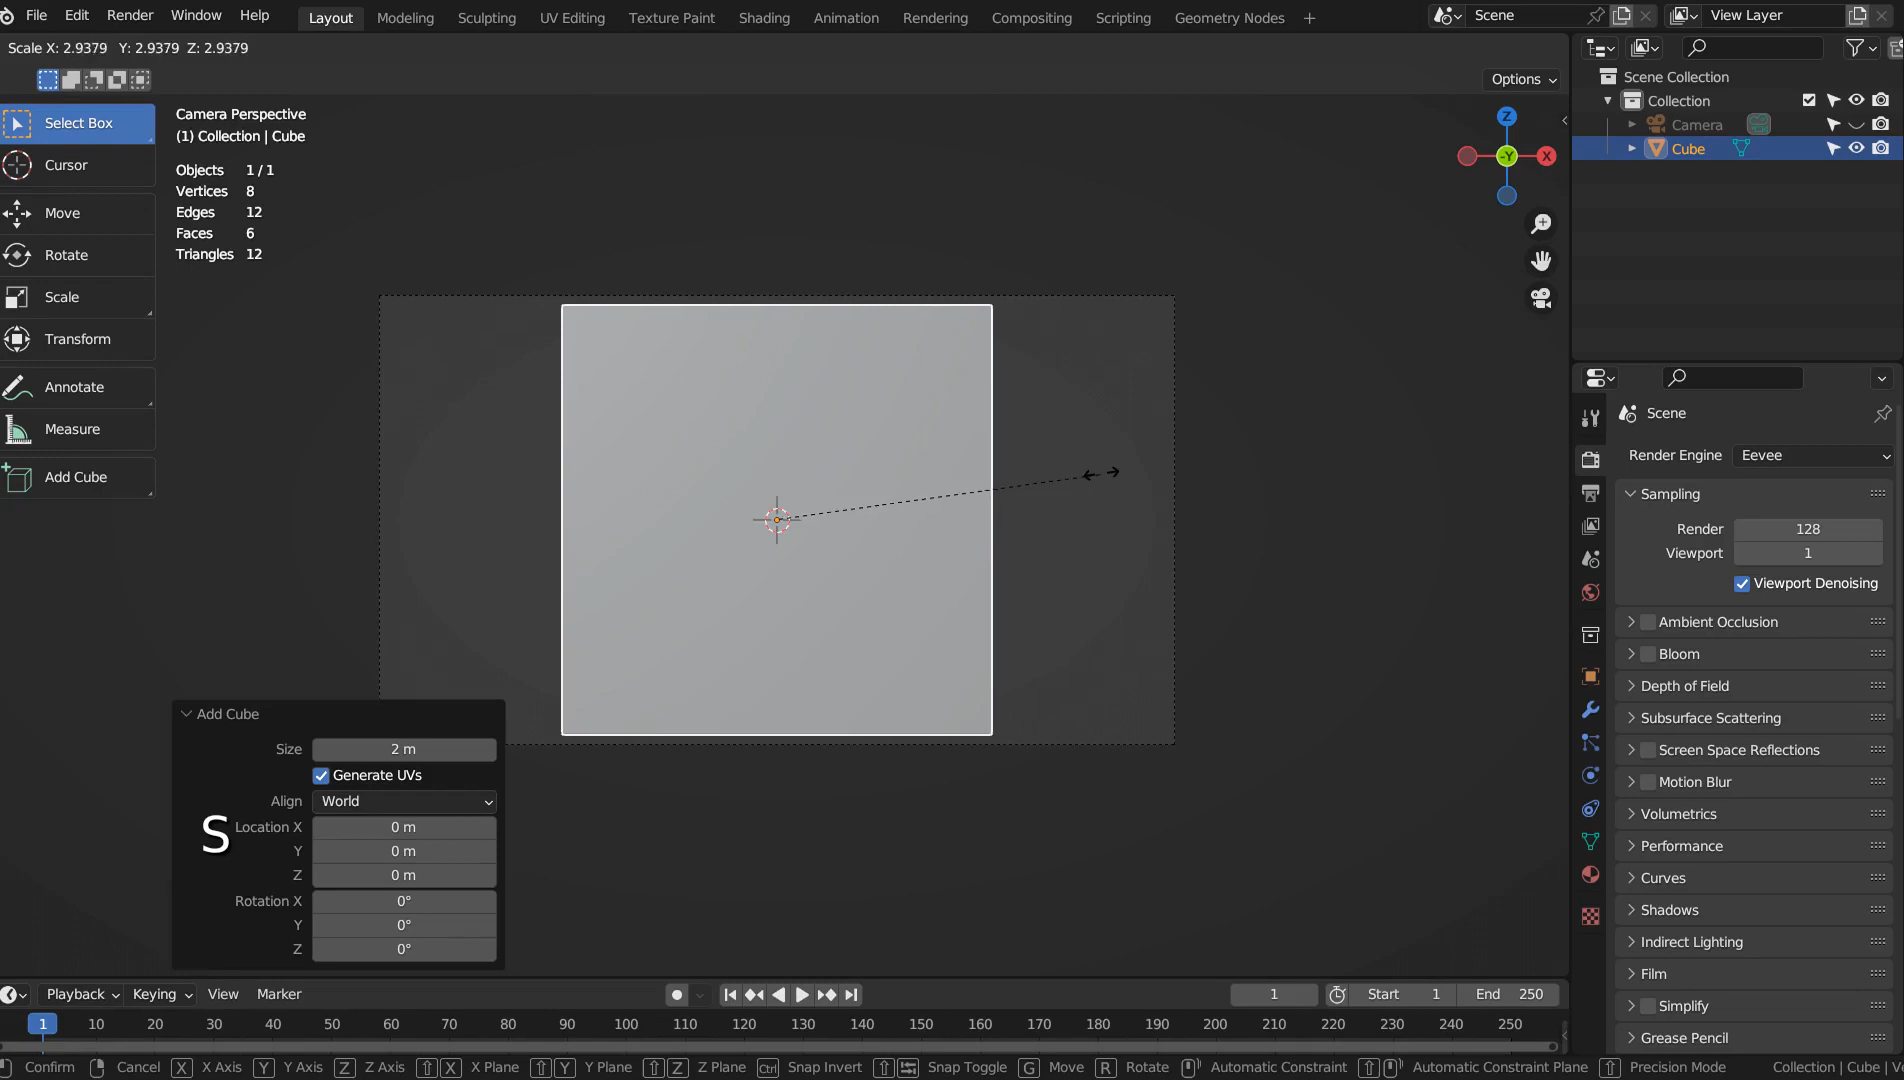 File Edit Render Window Help Layout Modeling Sculpting UV Editing Texture Paint Shading Animation Rendering Compositing Scripting Geometry Nodes + Scene View Layer
Scale X: 2.9379 Y: 2.9379 Z: 2.9379
Options
Select Box
Cursor
Move
Rotate
Scale
Transform
Annotate
Measure
Add Cube
Camera Perspective
(1) Collection | Cube
Objects 1 / 1
Vertices 8
Edges 12
Faces 6
Triangles 12
Z
-Y X
Add Cube
Size 2 m
Generate UVs
Align World
S
Location X 0 m
Y 0 m
Z 0 m
Rotation X 0°
Y 0°
Z 0°
Scene Collection
Collection
Camera
Cube
Scene
Render Engine Eevee
Sampling
Render 128
Viewport 1
Viewport Denoising
Ambient Occlusion
Bloom
Depth of Field
Subsurface Scattering
Screen Space Reflections
Motion Blur
Volumetrics
Performance
Curves
Shadows
Indirect Lighting
Film
Simplify
Grease Pencil
Playback Keying View Marker 1 Start 1 End 250
1 10 20 30 40 50 60 70 80 90 100 110 120 130 140 150 160 170 180 190 200 210 220 230 240 250
Confirm Cancel X X Axis Y Y Axis Z Z Axis X X Plane Y Y Plane Z Z Plane Ctrl Snap Invert Snap Toggle G Move R Rotate Automatic Constraint Automatic Constraint Plane Precision Mode Collection | Cube |